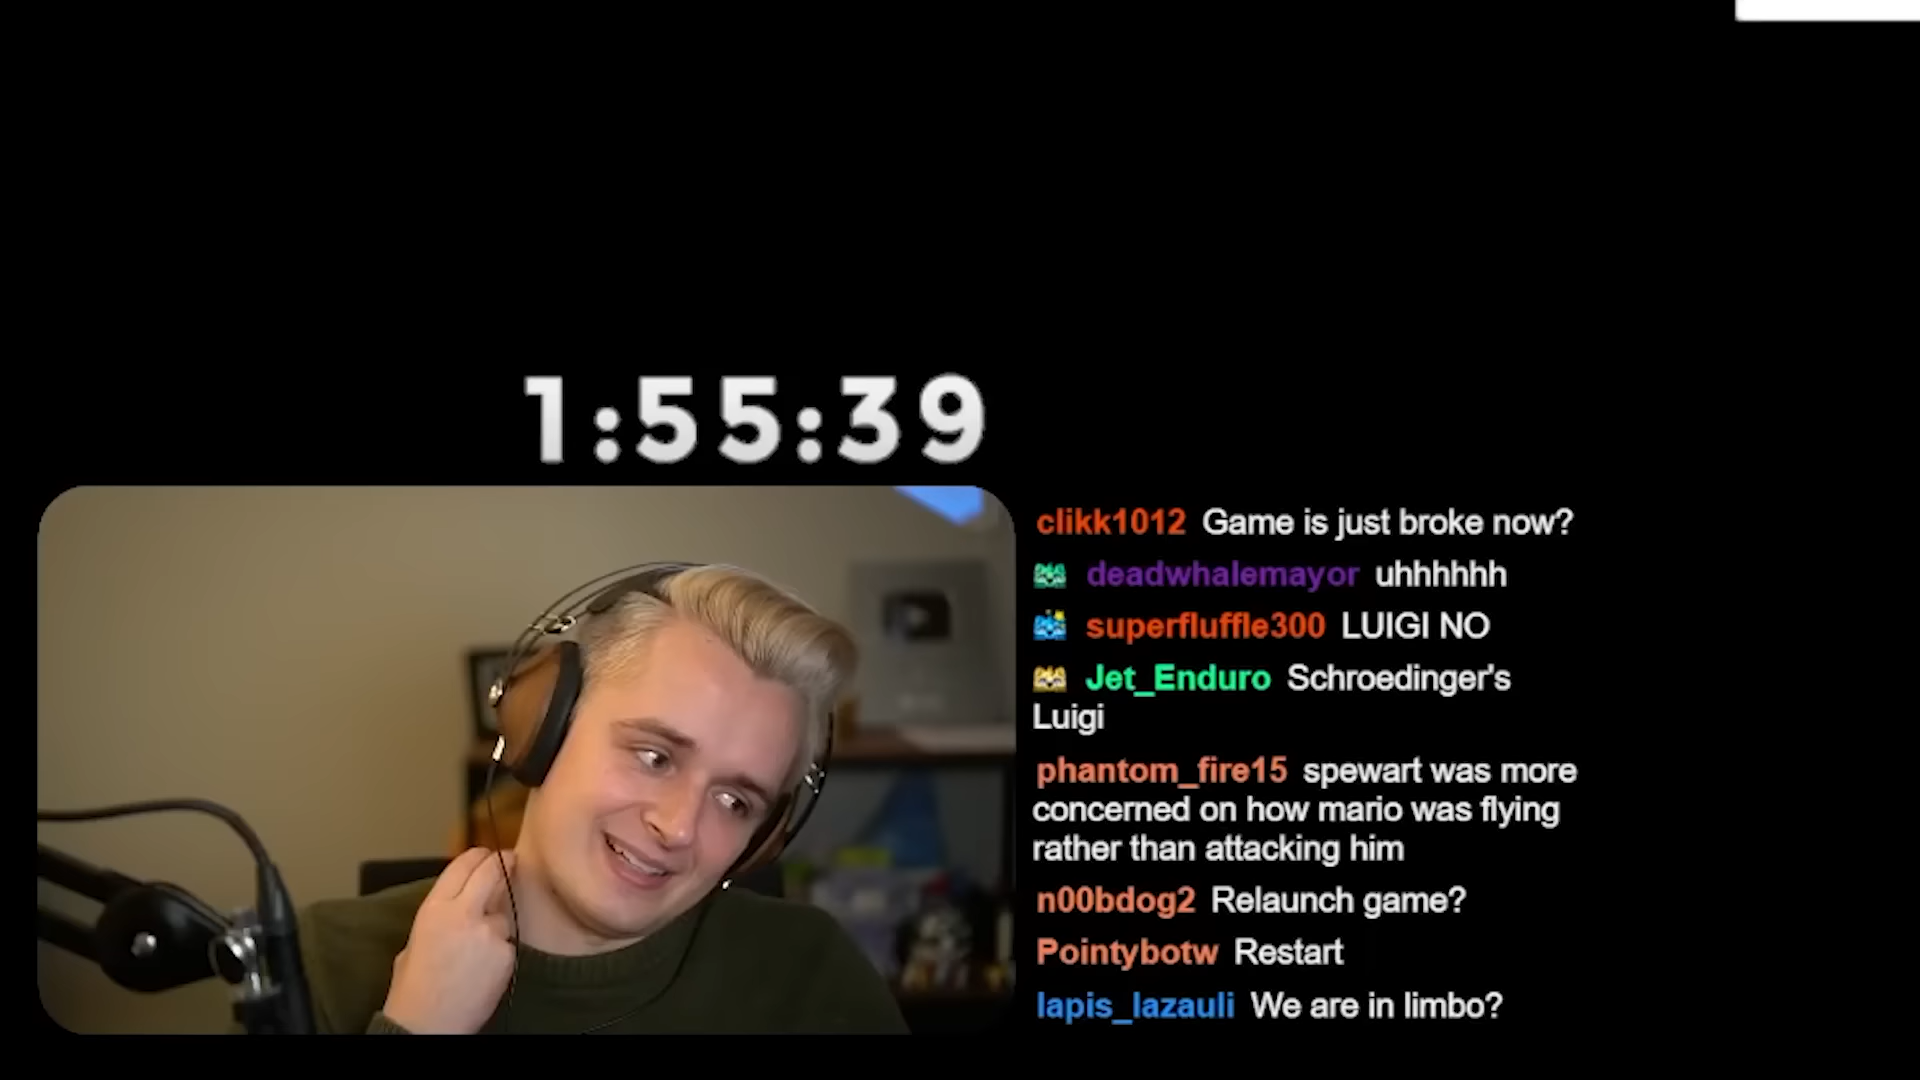 1:55:39
clikk1012 Game is just broke now?
deadwhalemayor uhhhhhh
superfluffle300 LUIGI NO
Jet_Enduro Schroedinger's
Luigi
phantom_fire15 spewart was more
concerned on how mario was flying
rather than attacking him
n00bdog2 Relaunch game?
Pointybotw Restart
lapis_lazauli We are in limbo?